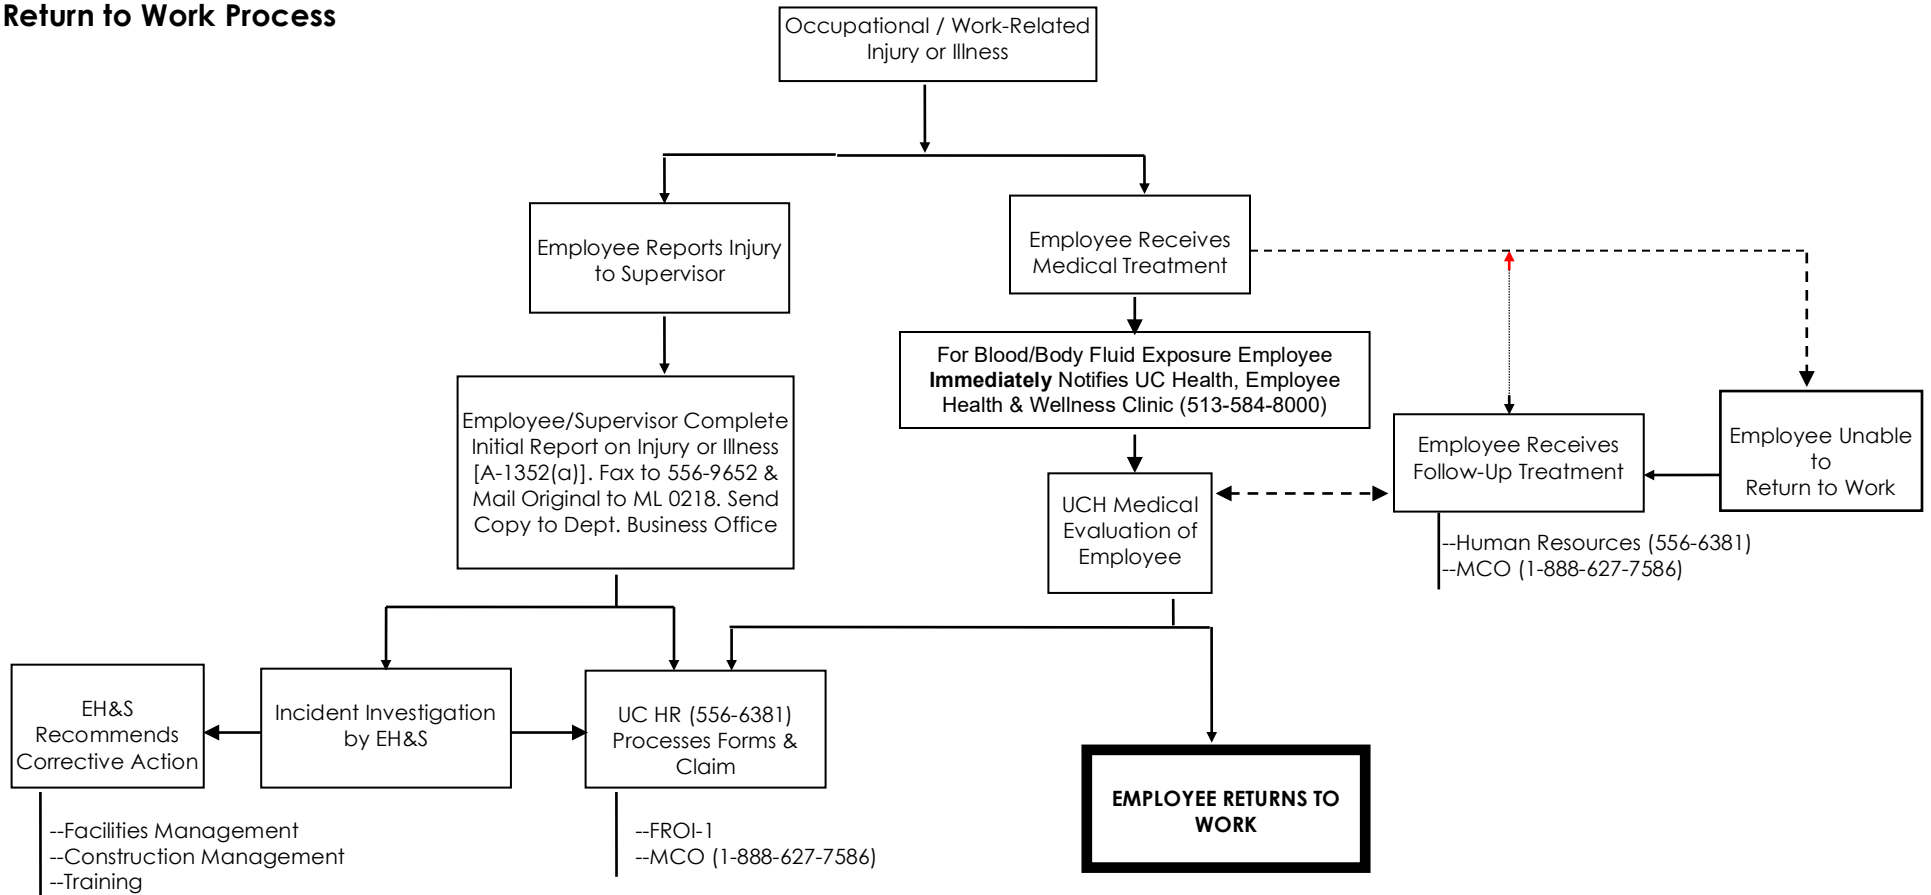 Return to Work Process
Occupational / Work-Related
Injury or Illness
Employee Reports Injury
to Supervisor
Employee Receives
Medical Treatment
For Blood/Body Fluid Exposure Employee
Immediately Notifies UC Health, Employee
Health & Wellness Clinic (513-584-8000)
Employee/Supervisor Complete
Initial Report on Injury or Illness
[A-1352(a)]. Fax to 556-9652 &
Mail Original to ML 0218. Send
Copy to Dept. Business Office
Employee Receives
Follow-Up Treatment
Employee Unable
to
Return to Work
UCH Medical
Evaluation of
Employee
--Human Resources (556-6381)
--MCO (1-888-627-7586)
EH&S
Recommends
Corrective Action
Incident Investigation
by EH&S
UC HR (556-6381)
Processes Forms &
Claim
EMPLOYEE RETURNS TO
WORK
--Facilities Management
--Construction Management
--Training
--FROI-1
--MCO (1-888-627-7586)